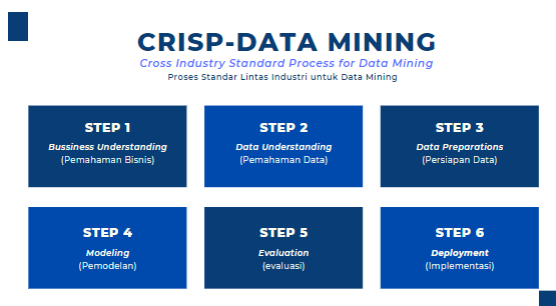 CRISP-DATA MINING
Cross Industry Standard Process for Data Mining
Proses Standar Lintas Industri untuk Data Mining
STEP 1
Bussiness Understanding
(Pemahaman Bisnis)
STEP 2
Data Understanding
(Pemahaman Data)
STEP 3
Data Preparations
(Persiapan Data)
STEP 4
Modeling
(Pemodelan)
STEP 5
Evaluation
(evaluasi)
STEP 6
Deployment
(Implementasi)